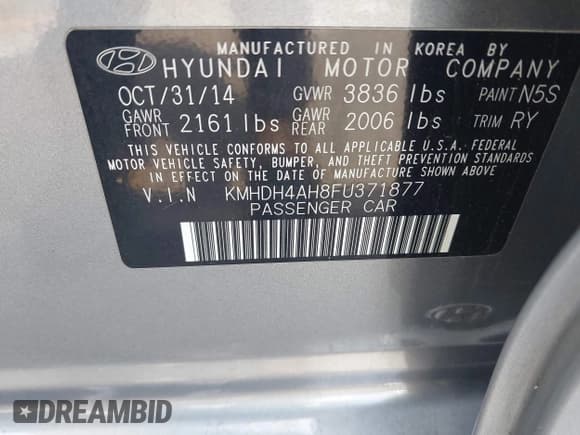 MANUFACTURED IN KOREA BY
HYUNDAI MOTOR COMPANY
OCT/31/14 GVWR 3836 lbs PAINT N5S
GAWR FRONT 2161 lbs GAWR REAR 2006 lbs TRIM RY
THIS VEHICLE CONFORMS TO ALL APPLICABLE U.S.A. FEDERAL
MOTOR VEHICLE SAFETY, BUMPER, AND THEFT PREVENTION STANDARDS
IN EFFECT ON THE DATE OF MANUFACTURE SHOWN ABOVE
V.I.N KMHDH4AH8FU371877
PASSENGER CAR
DREAMBID